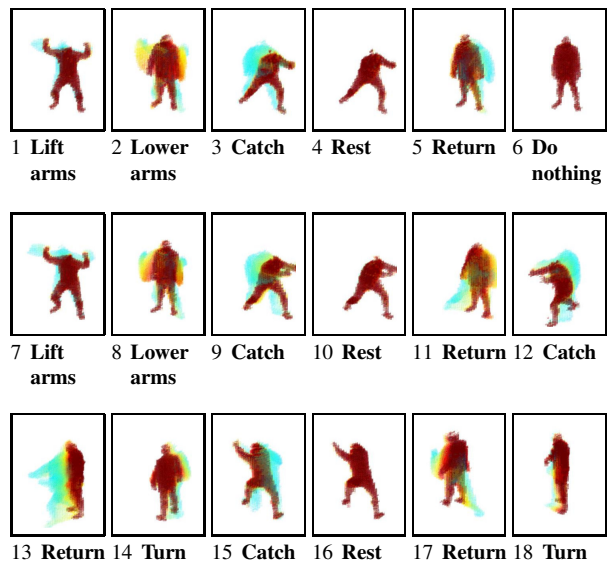 1 Lift arms 2 Lower arms 3 Catch 4 Rest 5 Return 6 Do nothing
7 Lift arms 8 Lower arms 9 Catch 10 Rest 11 Return 12 Catch
13 Return 14 Turn 15 Catch 16 Rest 17 Return 18 Turn